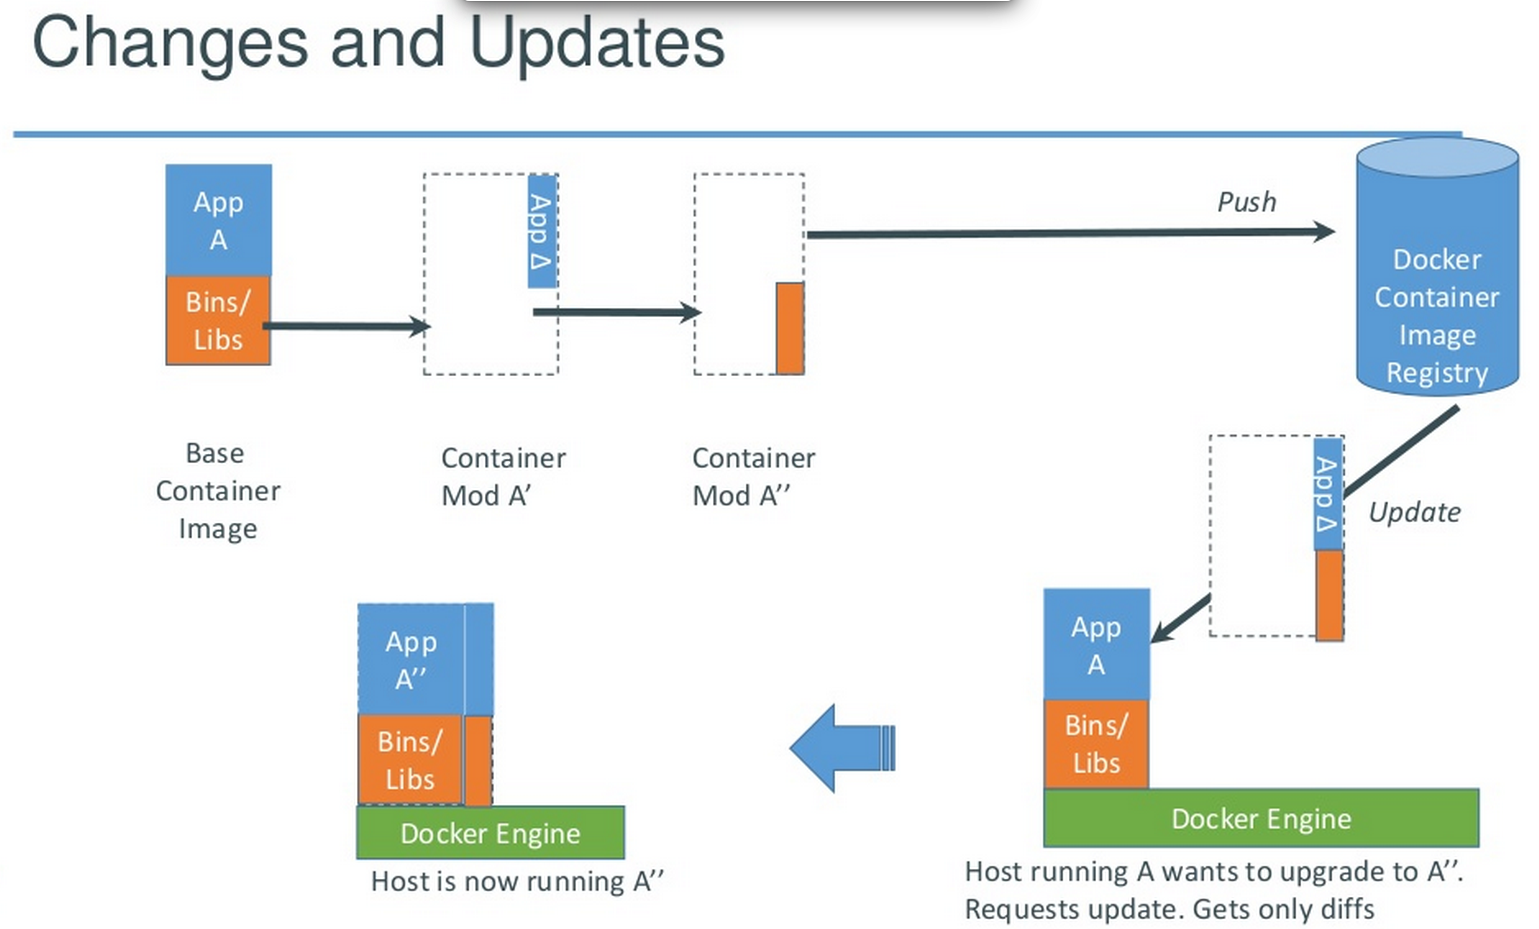 Changes and Updates
App
A
Bins/
Libs
App Δ
Push
Docker
Container
Image
Registry
Base
Container
Image
Container
Mod A’
Container
Mod A’’
App Δ
Update
App
A
Bins/
Libs
Docker Engine
Host running A wants to upgrade to A’’.
Requests update. Gets only diffs
App
A’’
Bins/
Libs
Docker Engine
Host is now running A’’